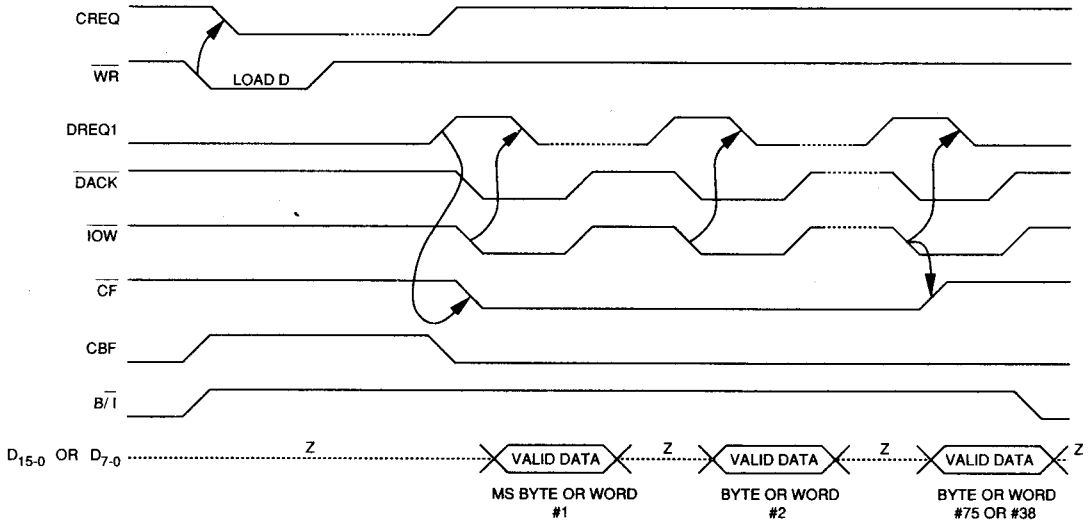 CREQ
WR
LOAD D
DREQ1
DACK
IOW
CF
CBF
B/I
D15-0 OR D7-0
Z
VALID DATA
Z
VALID DATA
Z
VALID DATA
Z
MS BYTE OR WORD
#1
BYTE OR WORD
#2
BYTE OR WORD
#75 OR #38